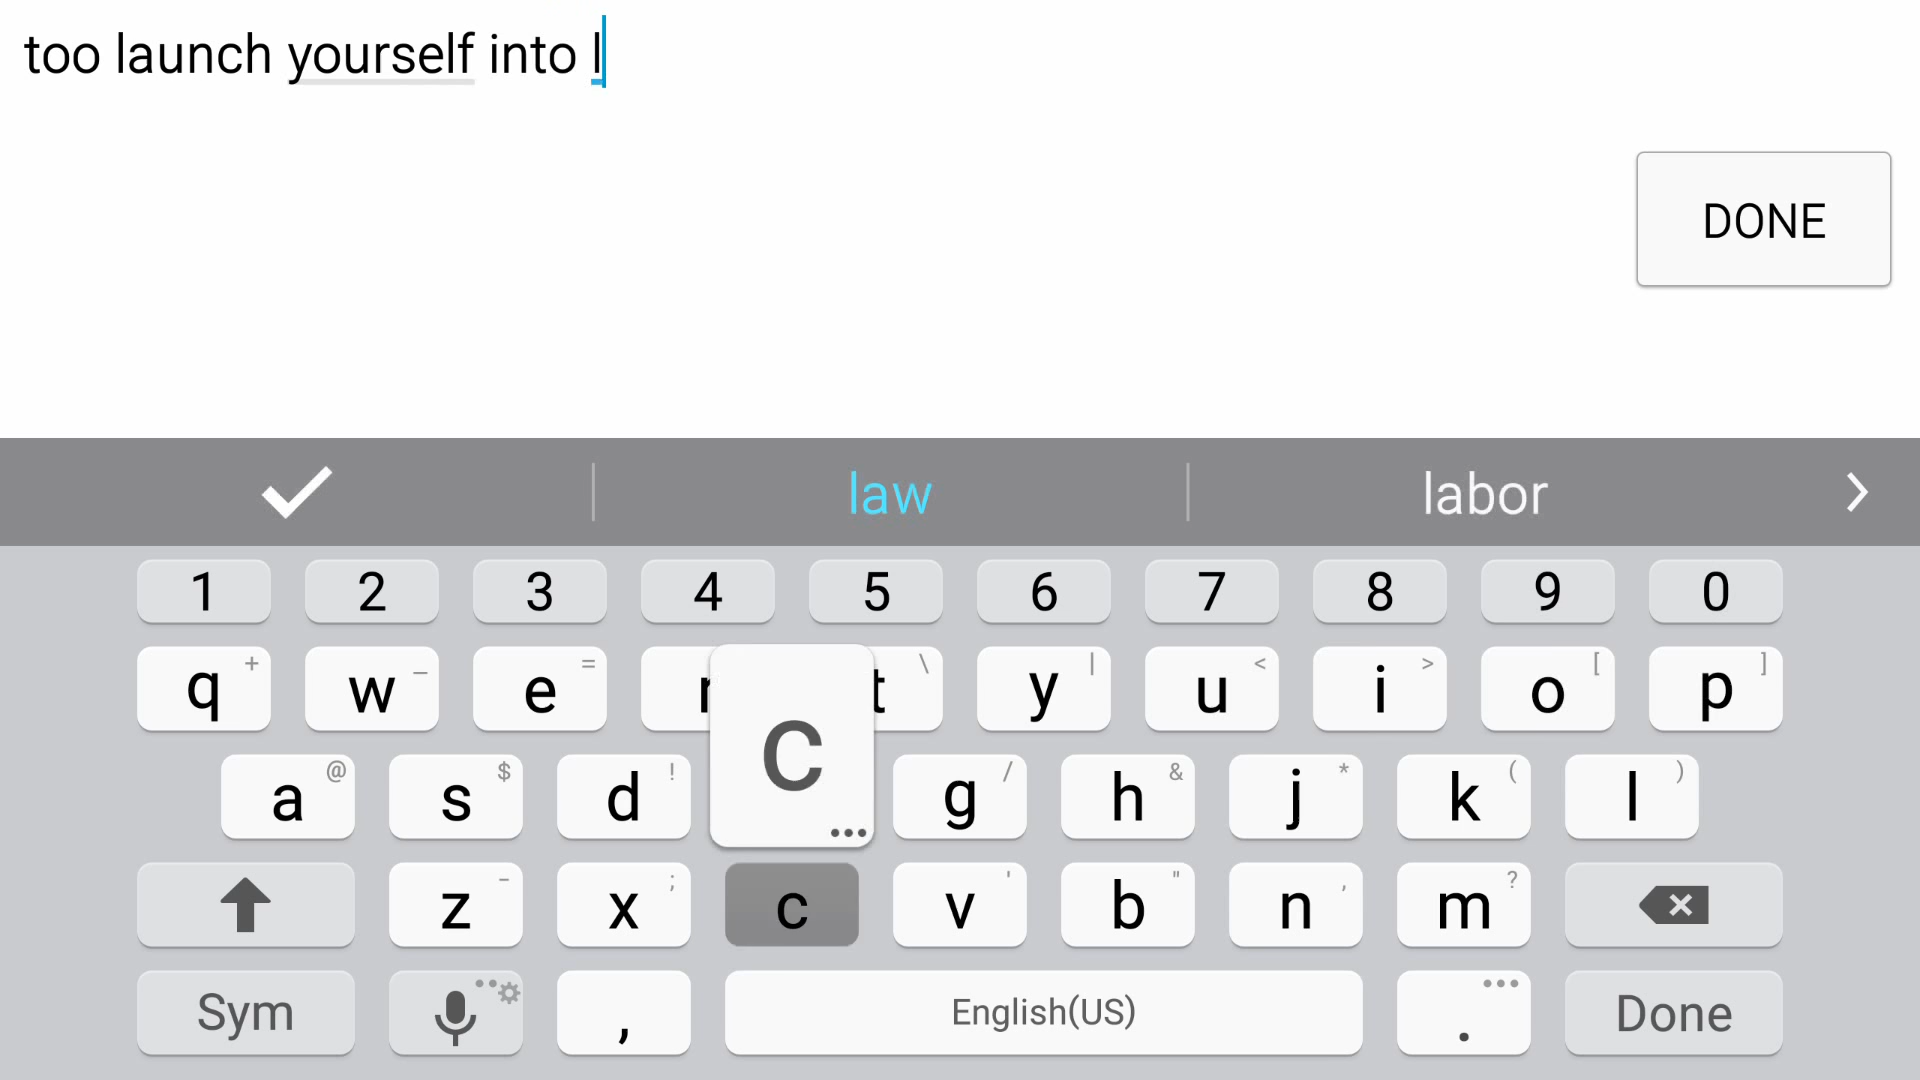 too launch yourself into l
DONE
law labor
1 2 3 4 5 6 7 8 9 0
q + w _ e = r t \ y | u < i > o [ p ]
a @ s $ d ! c g / h & j * k ( l )
z - x ; c v ' b " n , m ?
Sym , English(US) . Done